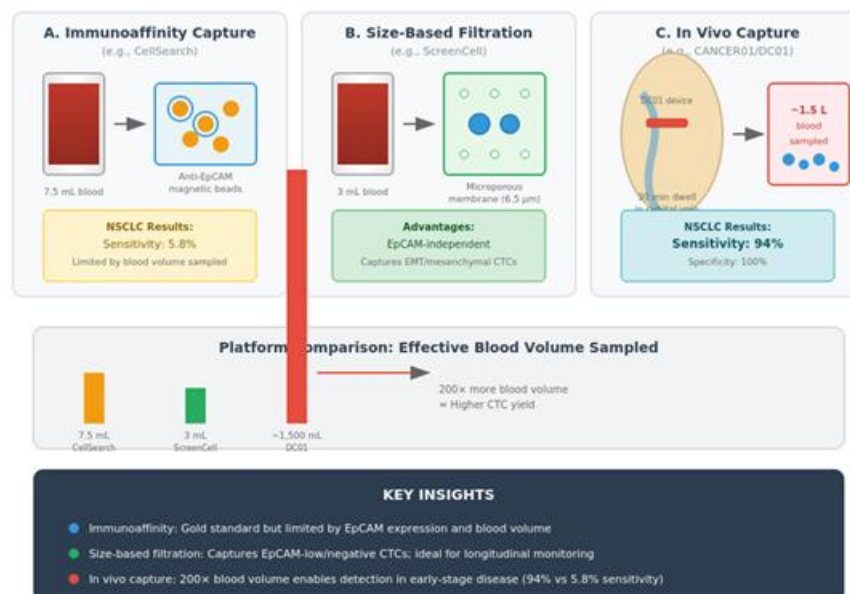 A. Immunoaffinity Capture
(e.g., CellSearch)
7.5 mL blood
Anti-EpCAM
magnetic beads
NSCLC Results:
Sensitivity: 5.8%
Limited by blood volume sampled
B. Size-Based Filtration
(e.g., ScreenCell)
3 mL blood
Microporous
membrane (6.5 μm)
Advantages:
EpCAM-independent
Captures EMT/mesenchymal CTCs
C. In Vivo Capture
(e.g., CANCER01/DC01)
DC01 device
min dwell
~1.5 L
blood
sampled
NSCLC Results:
Sensitivity: 94%
Specificity: 100%
Platform omparison: Effective Blood Volume Sampled
200× more blood volume
= Higher CTC yield
7.5 mL
CellSearch
3 mL
ScreenCell
~1,500 mL
DC01
KEY INSIGHTS
Immunoaffinity: Gold standard but limited by EpCAM expression and blood volume
Size-based filtration: Captures EpCAM-low/negative CTCs; ideal for longitudinal monitoring
In vivo capture: 200× blood volume enables detection in early-stage disease (94% vs 5.8% sensitivity)